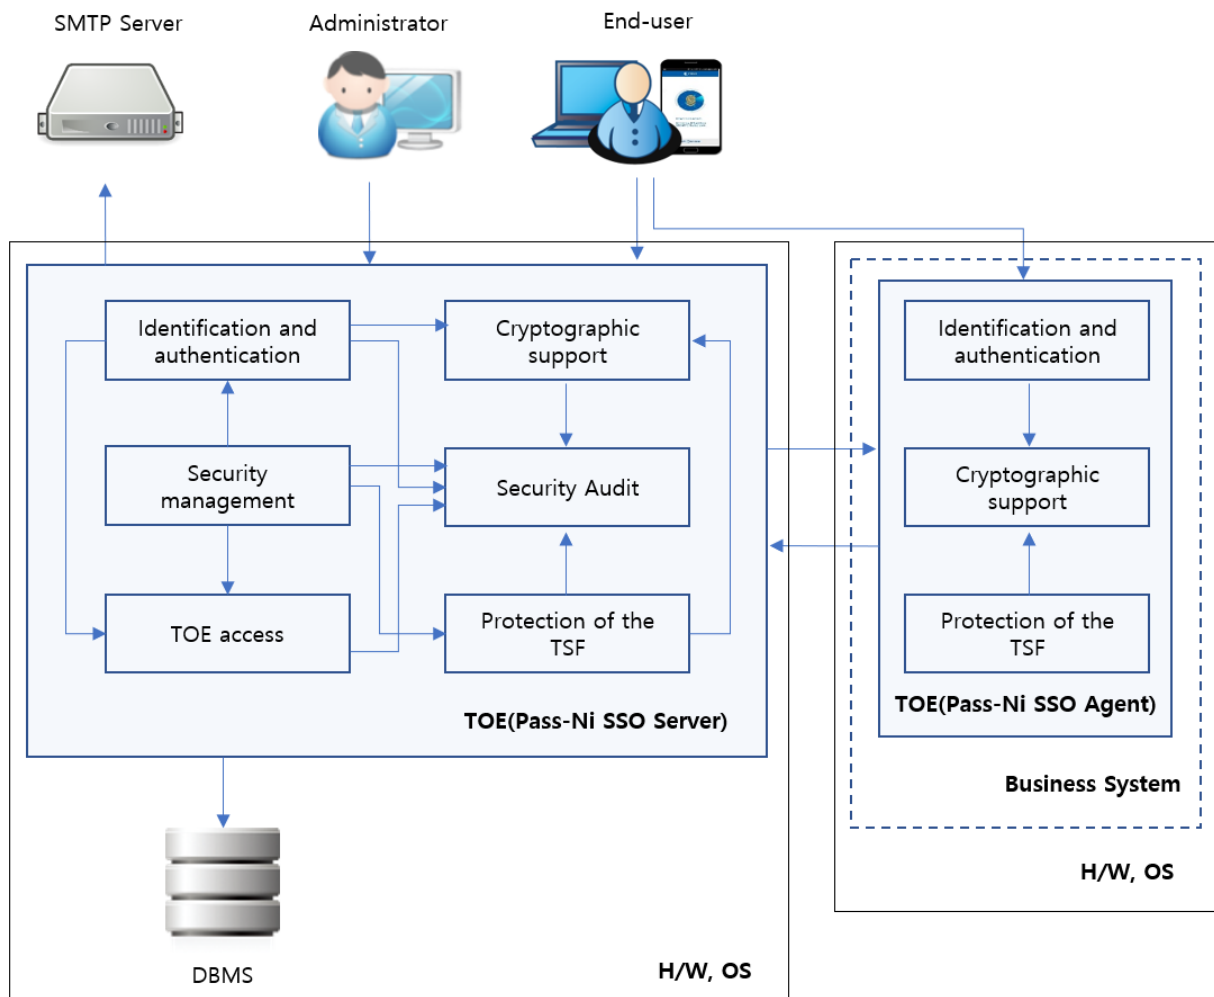 SMTP Server
Administrator
End-user
Identification and
authentication
Cryptographic
support
Security
management
Security Audit
TOE access
Protection of the
TSF
TOE(Pass-Ni SSO Server)
DBMS
H/W, OS
Identification and
authentication
Cryptographic
support
Protection of the
TSF
TOE(Pass-Ni SSO Agent)
Business System
H/W, OS